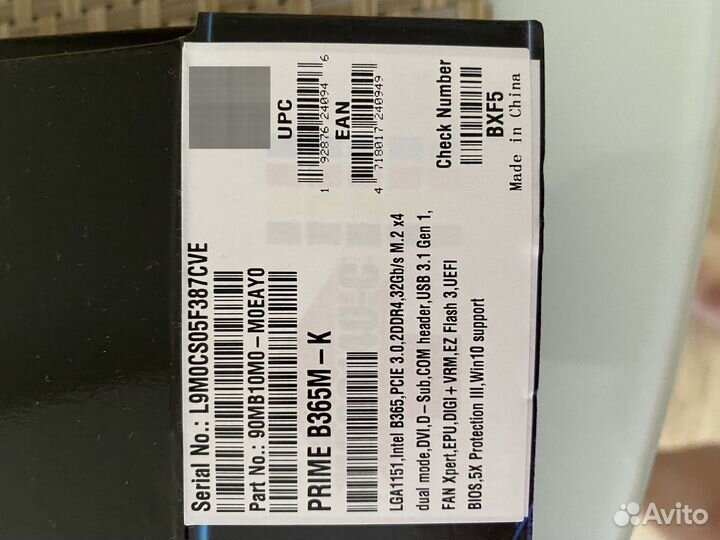 Serial No.: L9M0CS05F387CVE
Part No.: 90MB10M0-M0EAY0
PRIME B365M-K
LGA1151,Intel B365,PCIE 3.0,2DDR4,32Gb/s M.2 x4
dual mode,DVI,D-Sub,COM header,USB 3.1 Gen 1,
FAN Xpert,EPU,DIGI+VRM,EZ Flash 3,UEFI
BIOS,5X Protection III,Win10 support
UPC
1 92876 24094 6
EAN
4 718017 240949
Check Number
BXF5
Made in China
Avito